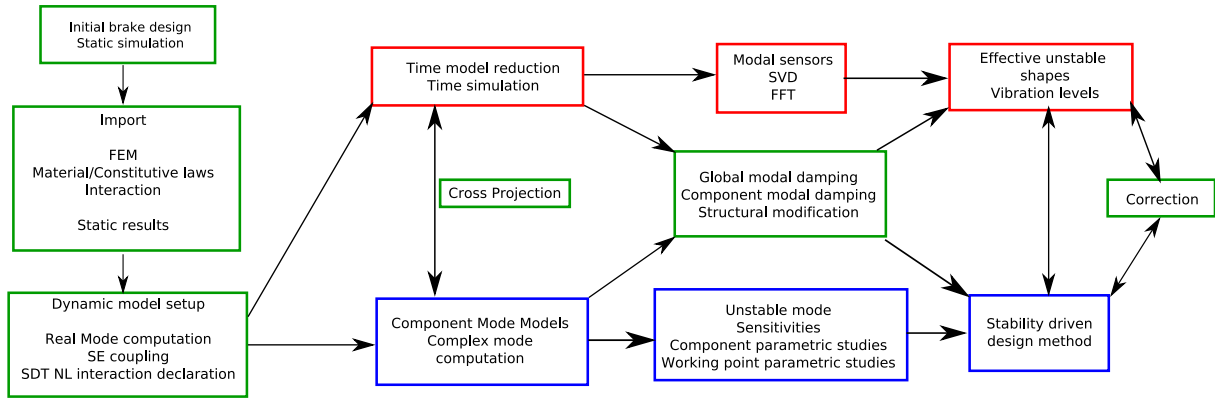 Initial brake design
Static simulation
Import
FEM
Material/Constitutive laws
Interaction
Static results
Dynamic model setup
Real Mode computation
SE coupling
SDT NL interaction declaration
Time model reduction
Time simulation
Cross Projection
Component Mode Models
Complex mode
computation
Modal sensors
SVD
FFT
Global modal damping
Component modal damping
Structural modification
Unstable mode
Sensitivities
Component parametric studies
Working point parametric studies
Effective unstable
shapes
Vibration levels
Stability driven
design method
Correction